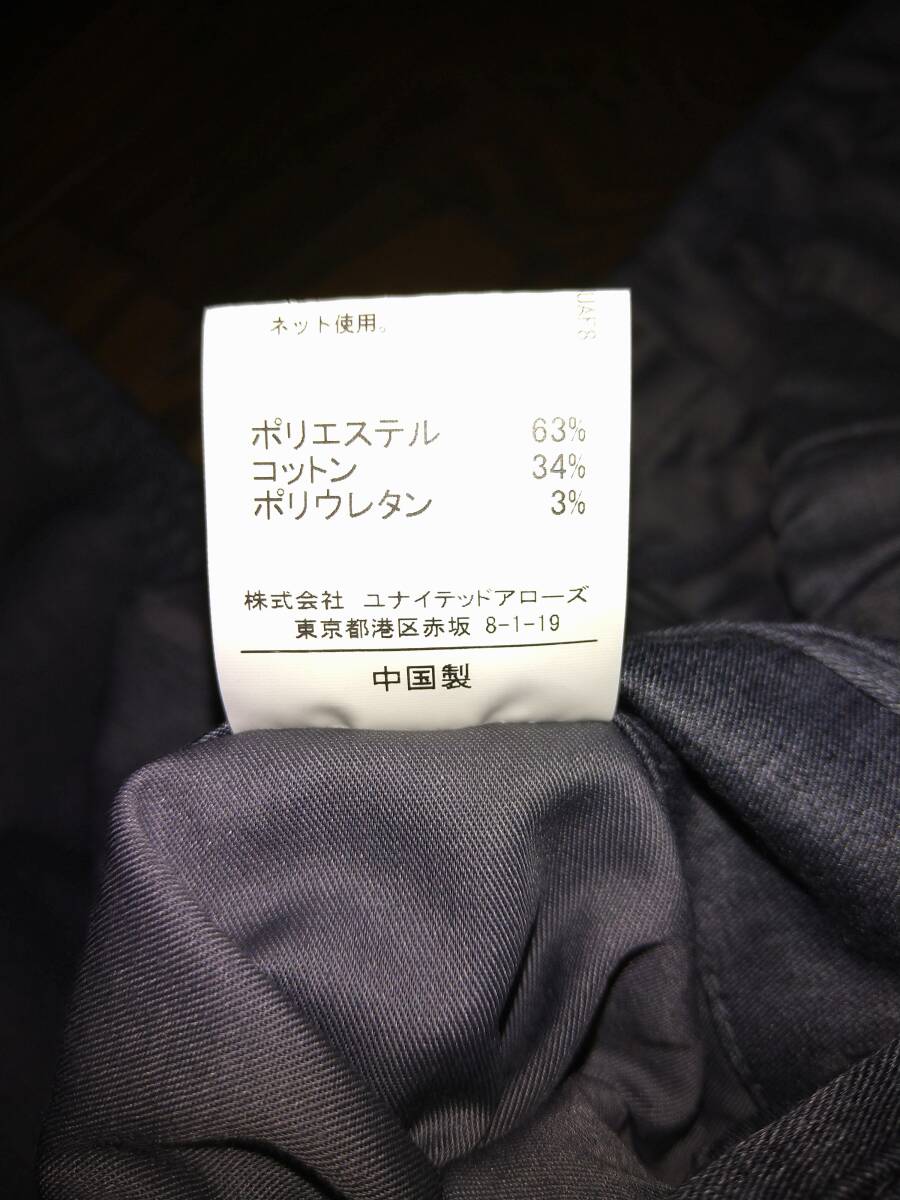 ネット使用。
UAFS
ポリエステル 63%
コットン 34%
ポリウレタン 3%
株式会社 ユナイテッドアローズ
東京都港区赤坂 8-1-19
中国製